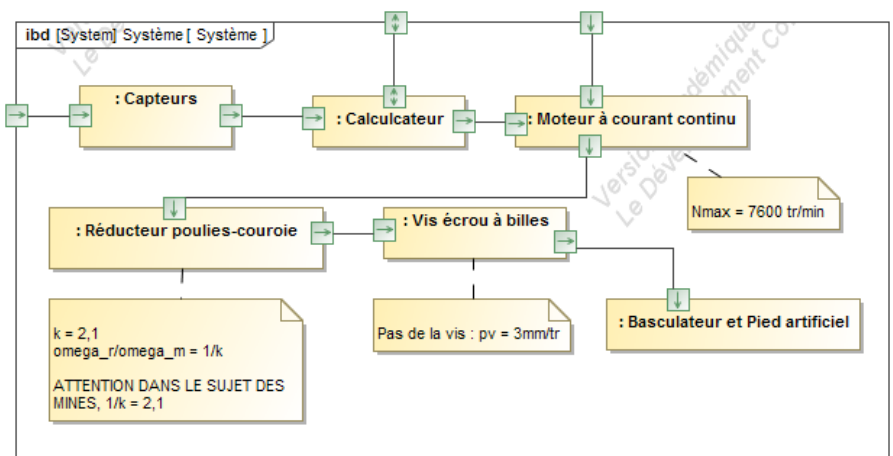 ibd [System] Système [ Système ]
: Capteurs
: Calculcateur
: Moteur à courant continu
Nmax = 7600 tr/min
: Réducteur poulies-couroie
: Vis écrou à billes
k = 2,1
omega_r/omega_m = 1/k
ATTENTION DANS LE SUJET DES
MINES, 1/k = 2,1
Pas de la vis : pv = 3mm/tr
: Basculateur et Pied artificiel